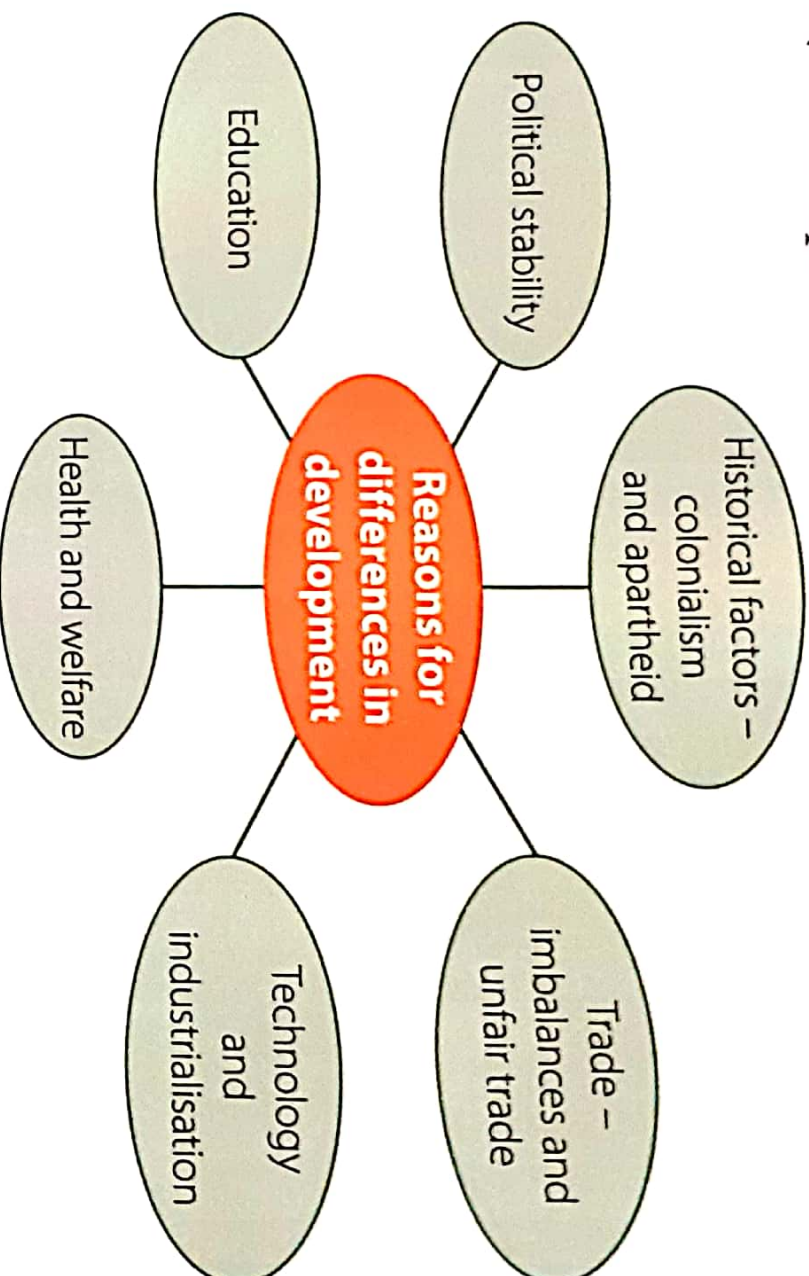 Historical factors –
colonialism
and apartheid
Political stability
Trade –
imbalances and
unfair trade
Reasons for
differences in
development
Education
Technology
and
industrialisation
Health and welfare